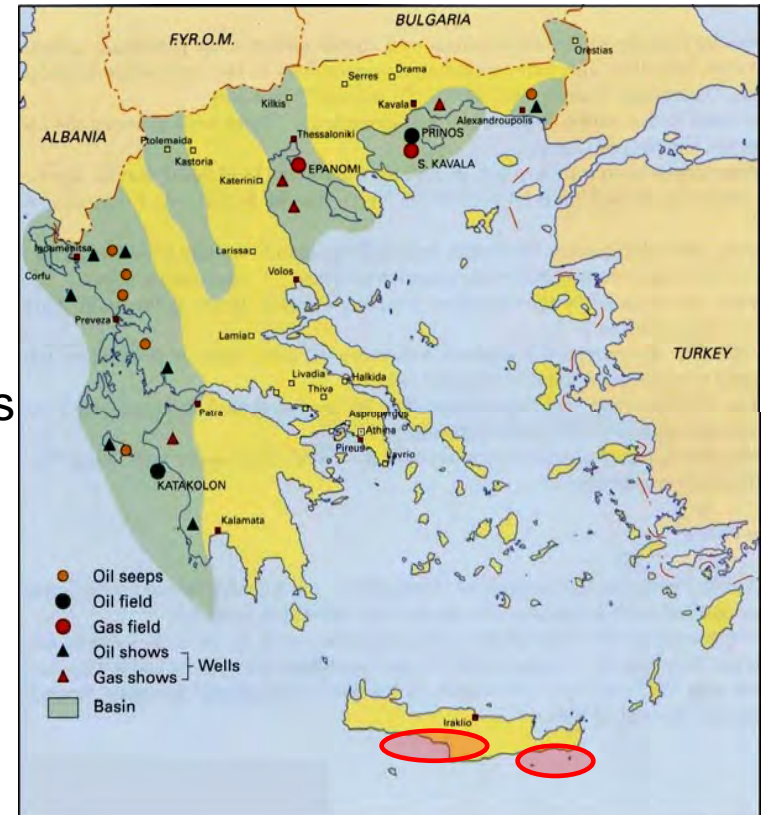 BULGARIA
F.Y.R.O.M.
Orestias
Drama
Serres
Kilkis
Kavala
Alexandroupolis
ALBANIA
Thessaloniki
PRINOS
Ptolemaida
Kastoria
EPANOMI
S. KAVALA
Katerini
Igoumenitsa
Larissa
Corfu
Volos
Preveza
Lamia
TURKEY
Livadia
Halkida
Thiva
s
Patra
Aspropyrgos
Athina
Pireus
Lavrio
KATAKOLON
Kalamata
Oil seeps
Oil field
Gas field
Oil shows
Wells
Gas shows
Basin
Iraklio